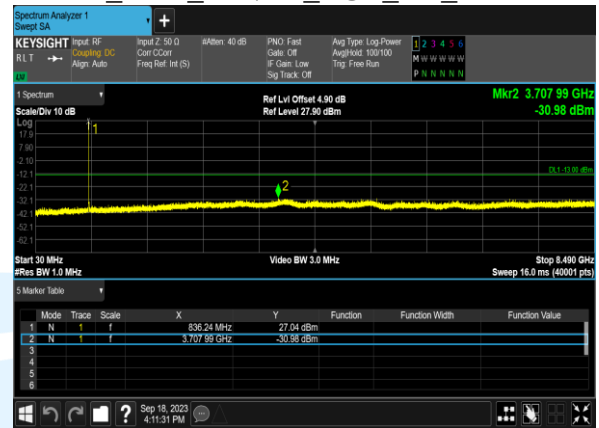 Spectrum Analyzer 1
Swept SA
KEYSIGHT Input: RF Input Z: 50 Ω #Atten: 40 dB PNO: Fast Avg Type: Log-Power 1 2 3 4 5 6
RLT Coupling: DC Corr CCorr Gate: Off Avg|Hold: 100/100 M W W W W W
Align: Auto Freq Ref: Int (S) IF Gain: Low Trig: Free Run P N N N N N
Sig Track: Off
1 Spectrum Ref Lvl Offset 4.90 dB Mkr2 3.707 99 GHz
Scale/Div 10 dB Ref Level 27.90 dBm -30.98 dBm
Log
17.9 1
7.90
-2.10
-12.1 DL1 -13.00 dBm
-22.1 2
-32.1
-42.1
-52.1
-62.1
Start 30 MHz Video BW 3.0 MHz Stop 8.490 GHz
#Res BW 1.0 MHz Sweep 16.0 ms (40001 pts)
5 Marker Table
Mode Trace Scale X Y Function Function Width Function Value
1 N 1 f 836.24 MHz 27.04 dBm
2 N 1 f 3.707 99 GHz -30.98 dBm
3
4
5
6
? Sep 18, 2023
4:11:31 PM